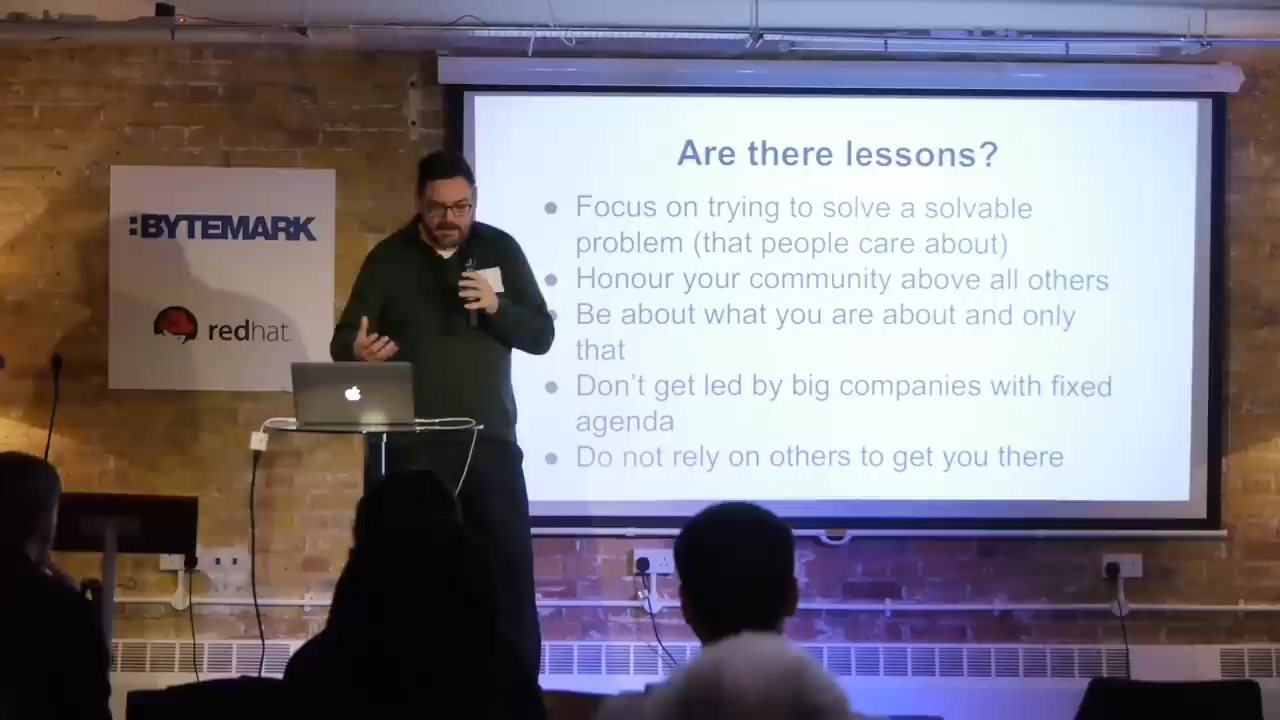 :BYTEMARK
redhat.
Are there lessons?
● Focus on trying to solve a solvable
problem (that people care about)
● Honour your community above all others
● Be about what you are about and only
that
● Don't get led by big companies with fixed
agenda
● Do not rely on others to get you there